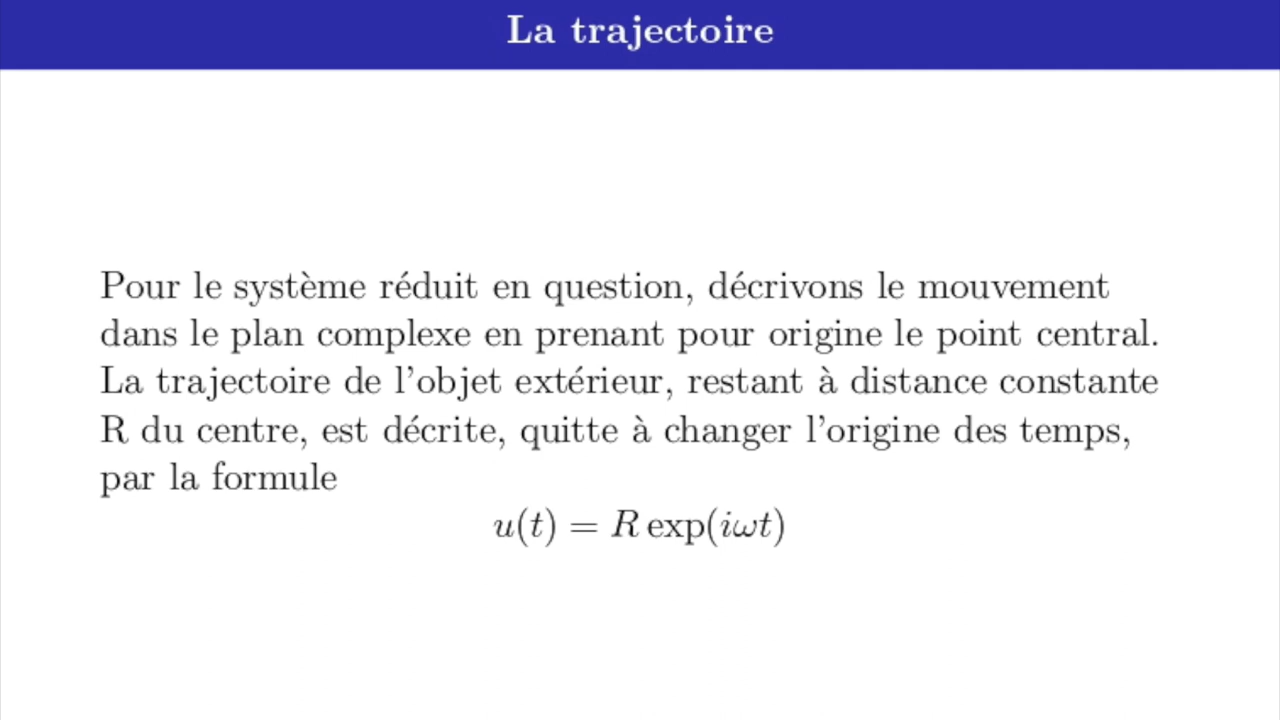 La trajectoire
Pour le système réduit en question, décrivons le mouvement
dans le plan complexe en prenant pour origine le point central.
La trajectoire de l'objet extérieur, restant à distance constante
R du centre, est décrite, quitte à changer l'origine des temps,
par la formule
u(t) = R exp(iωt)